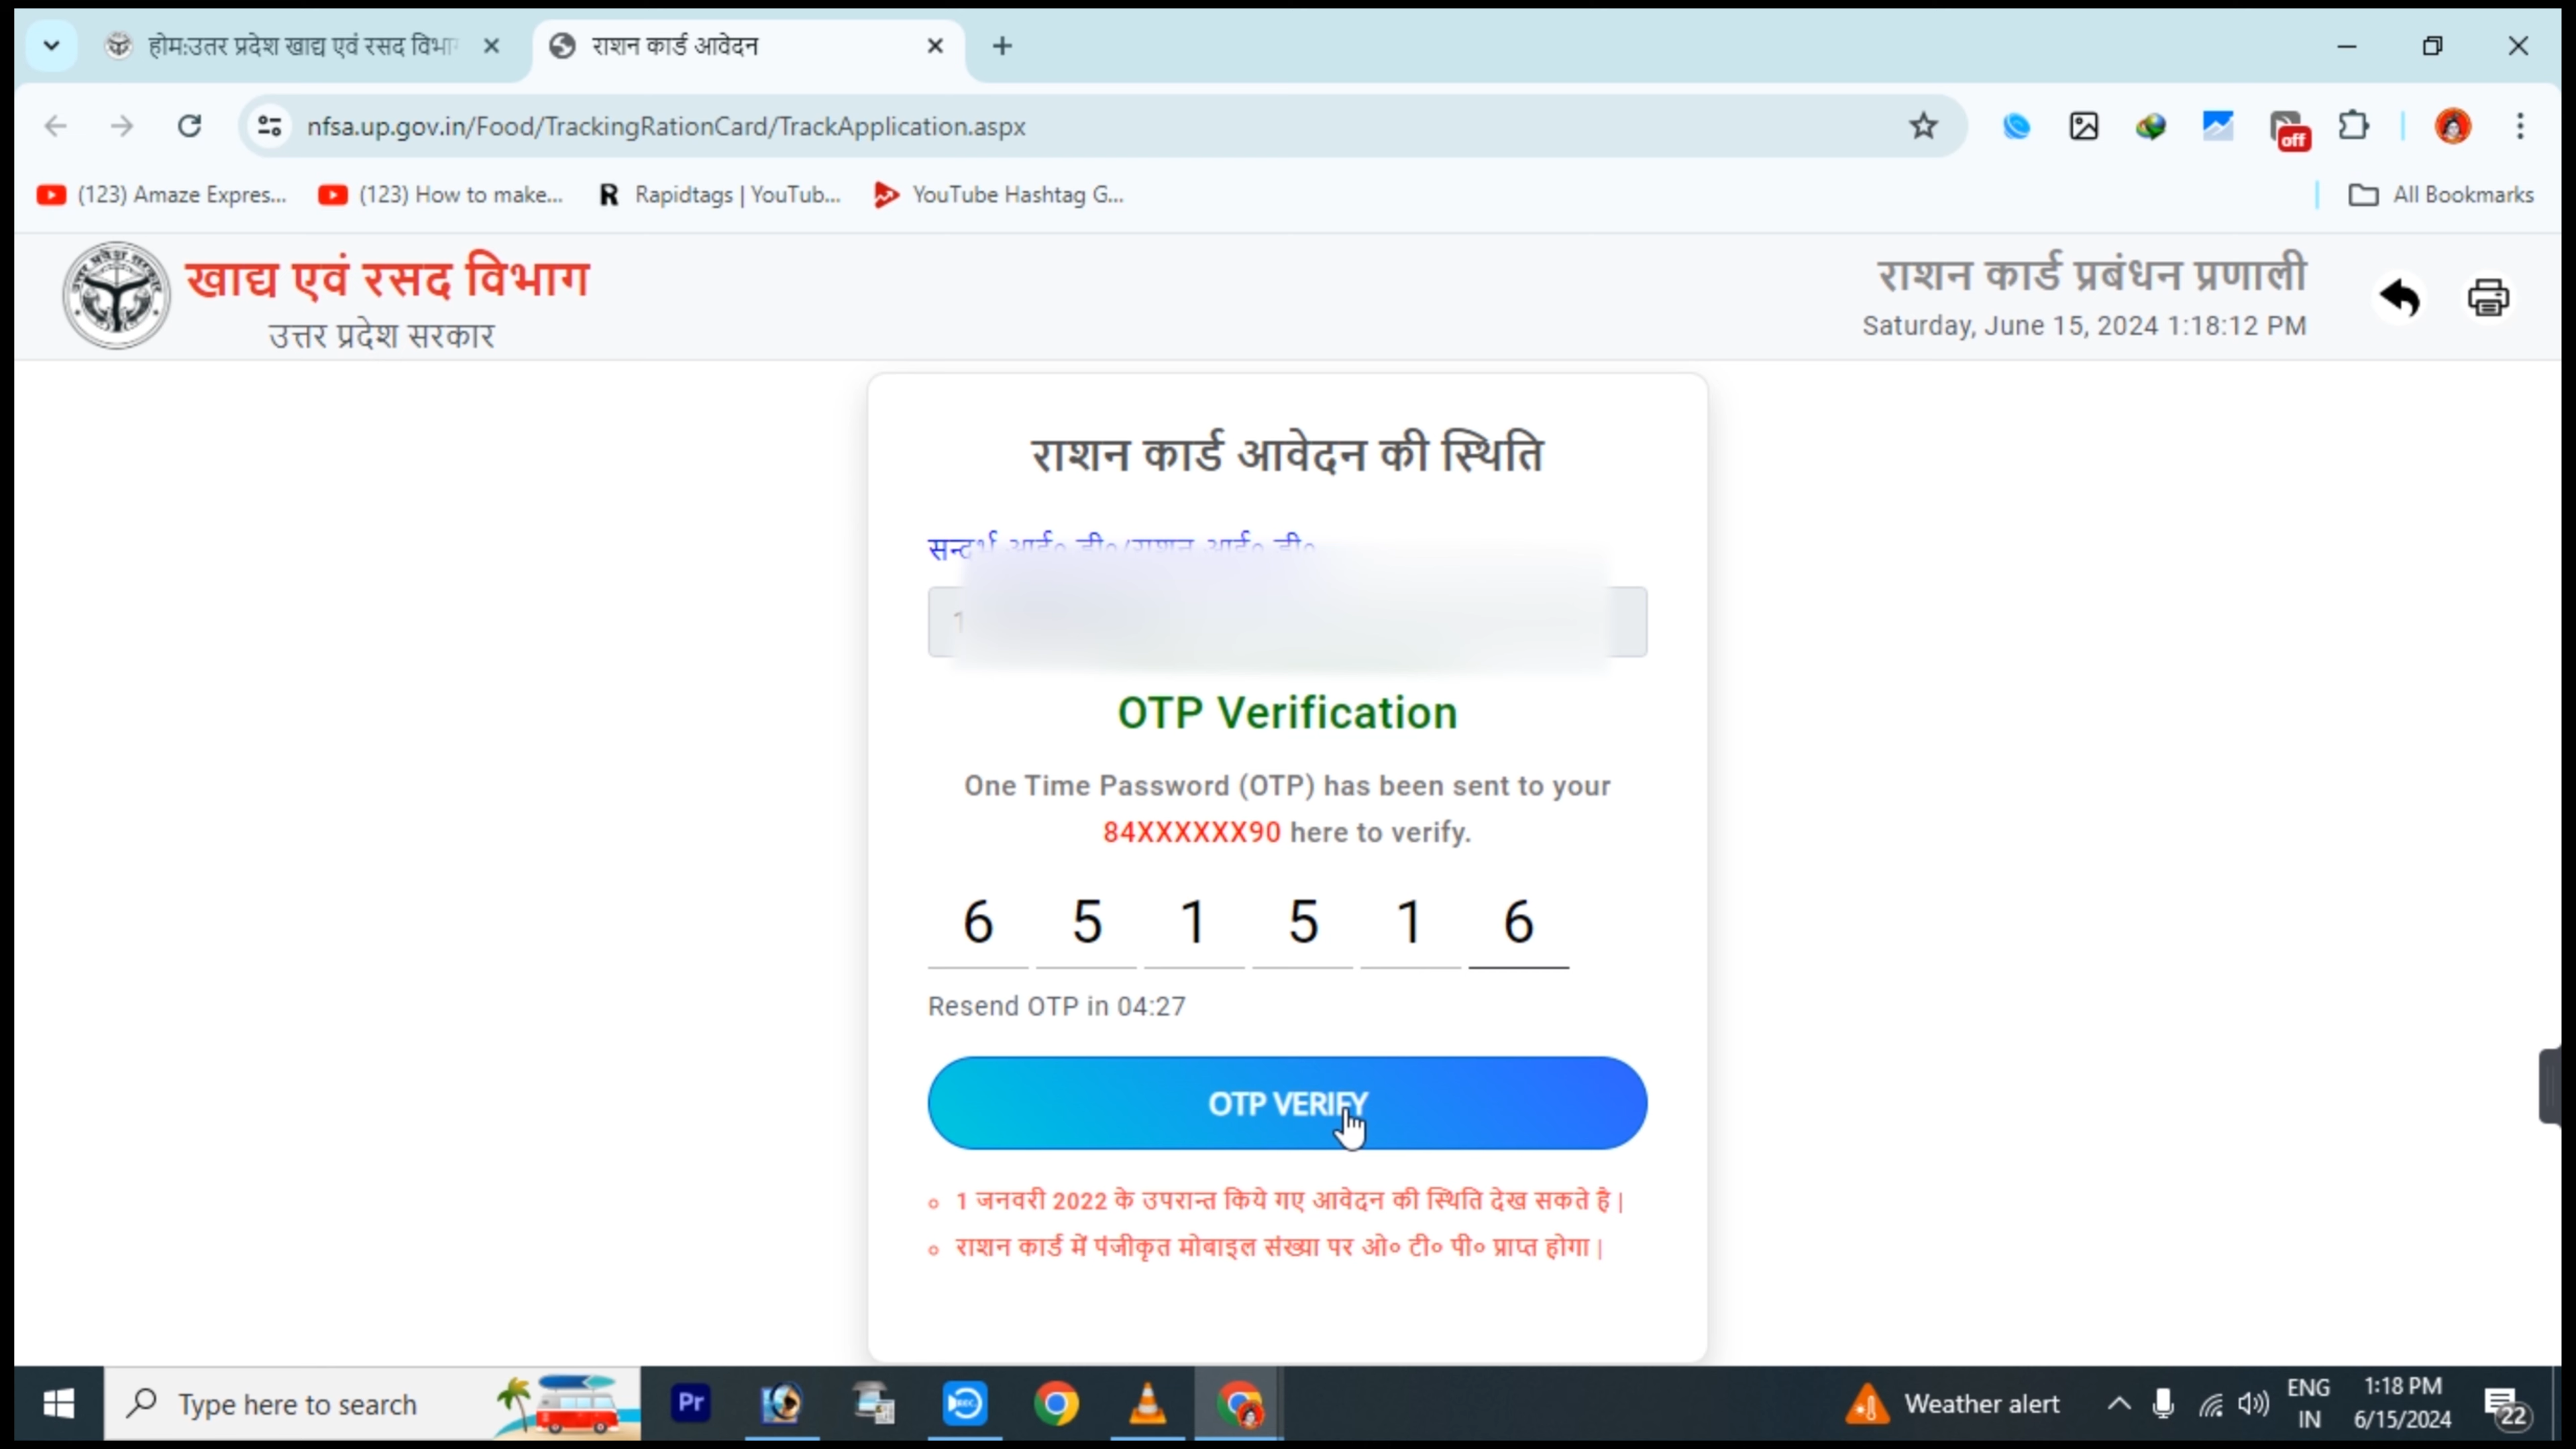 होम:उतर प्रदेश खाद्य एवं रसद विभा
राशन कार्ड आवेदन
nfsa.up.gov.in/Food/TrackingRationCard/TrackApplication.aspx
off
(123) Amaze Expres...
(123) How to make...
R Rapidtags | YouTub...
YouTube Hashtag G...
All Bookmarks
खाद्य एवं रसद विभाग
उत्तर प्रदेश सरकार
राशन कार्ड प्रबंधन प्रणाली
Saturday, June 15, 2024 1:18:12 PM
राशन कार्ड आवेदन की स्थिति
1
OTP Verification
One Time Password (OTP) has been sent to your
84XXXXXX90 here to verify.
6 5 1 5 1 6
Resend OTP in 04:27
OTP VERIFY
1 जनवरी 2022 के उपरान्त किये गए आवेदन की स्थिति देख सकते है |
राशन कार्ड में पंजीकृत मोबाइल संख्या पर ओ० टी० पी० प्राप्त होगा |
Type here to search
Pr
REC
Weather alert
ENG
IN
1:18 PM
6/15/2024
22